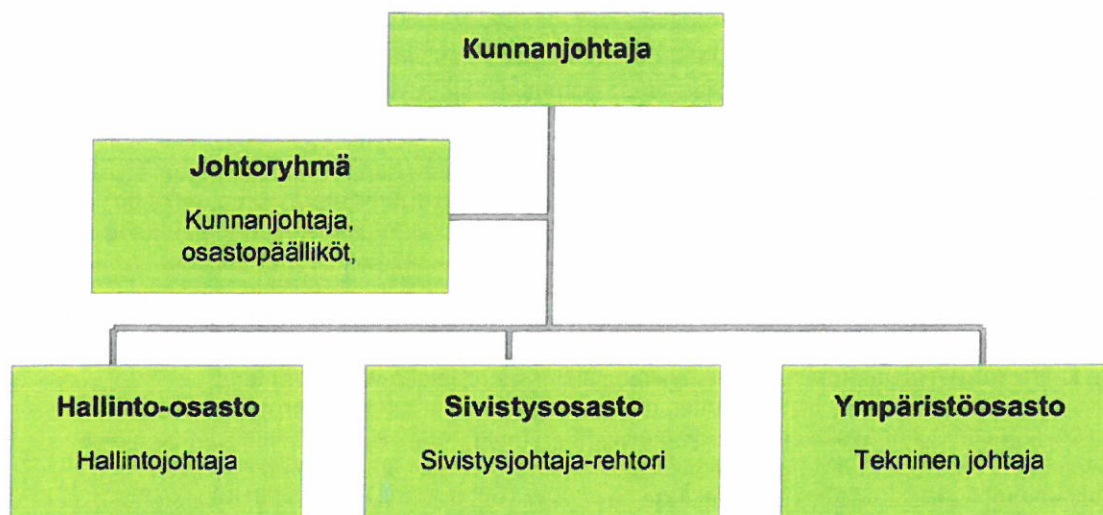 Kunnanjohtaja
Johtoryhmä
Kunnanjohtaja,
osastopäälliköt,
Hallinto-osasto
Hallintojohtaja
Sivistysosasto
Sivistysjohtaja-rehtori
Ympäristöosasto
Tekninen johtaja